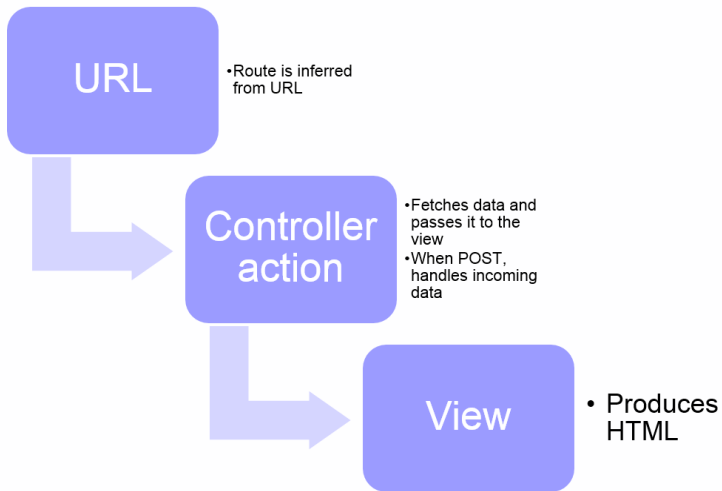 URL
•Route is inferred
from URL
Controller
action
•Fetches data and
passes it to the
view
•When POST,
handles incoming
data
View
• Produces
HTML